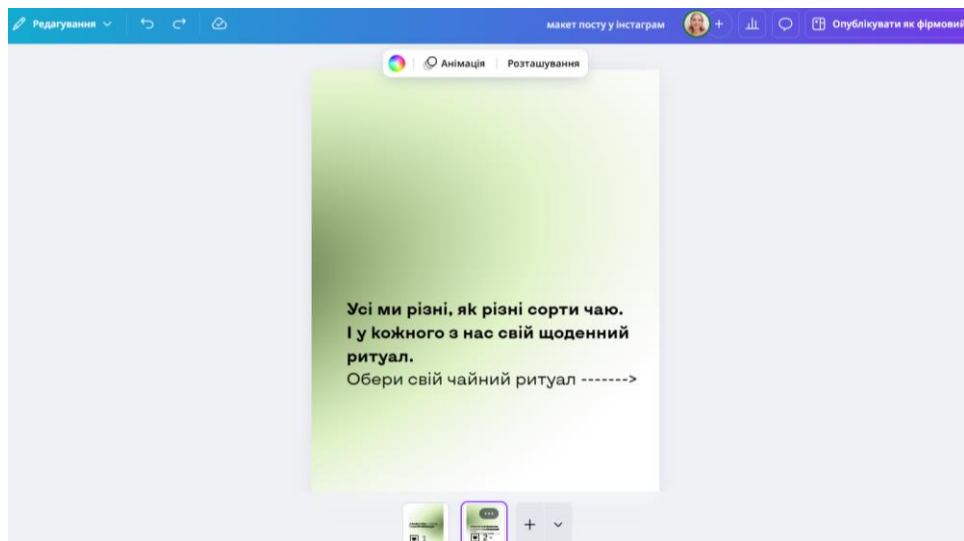 Редагування
макет посту у інстаграм
+
Опублікувати як фірмовий
Анімація
Розташування
Усі ми різні, як різні сорти чаю.
І у кожного з нас свій щоденний
ритуал.
Обери свій чайний ритуал ------->
1
2
+